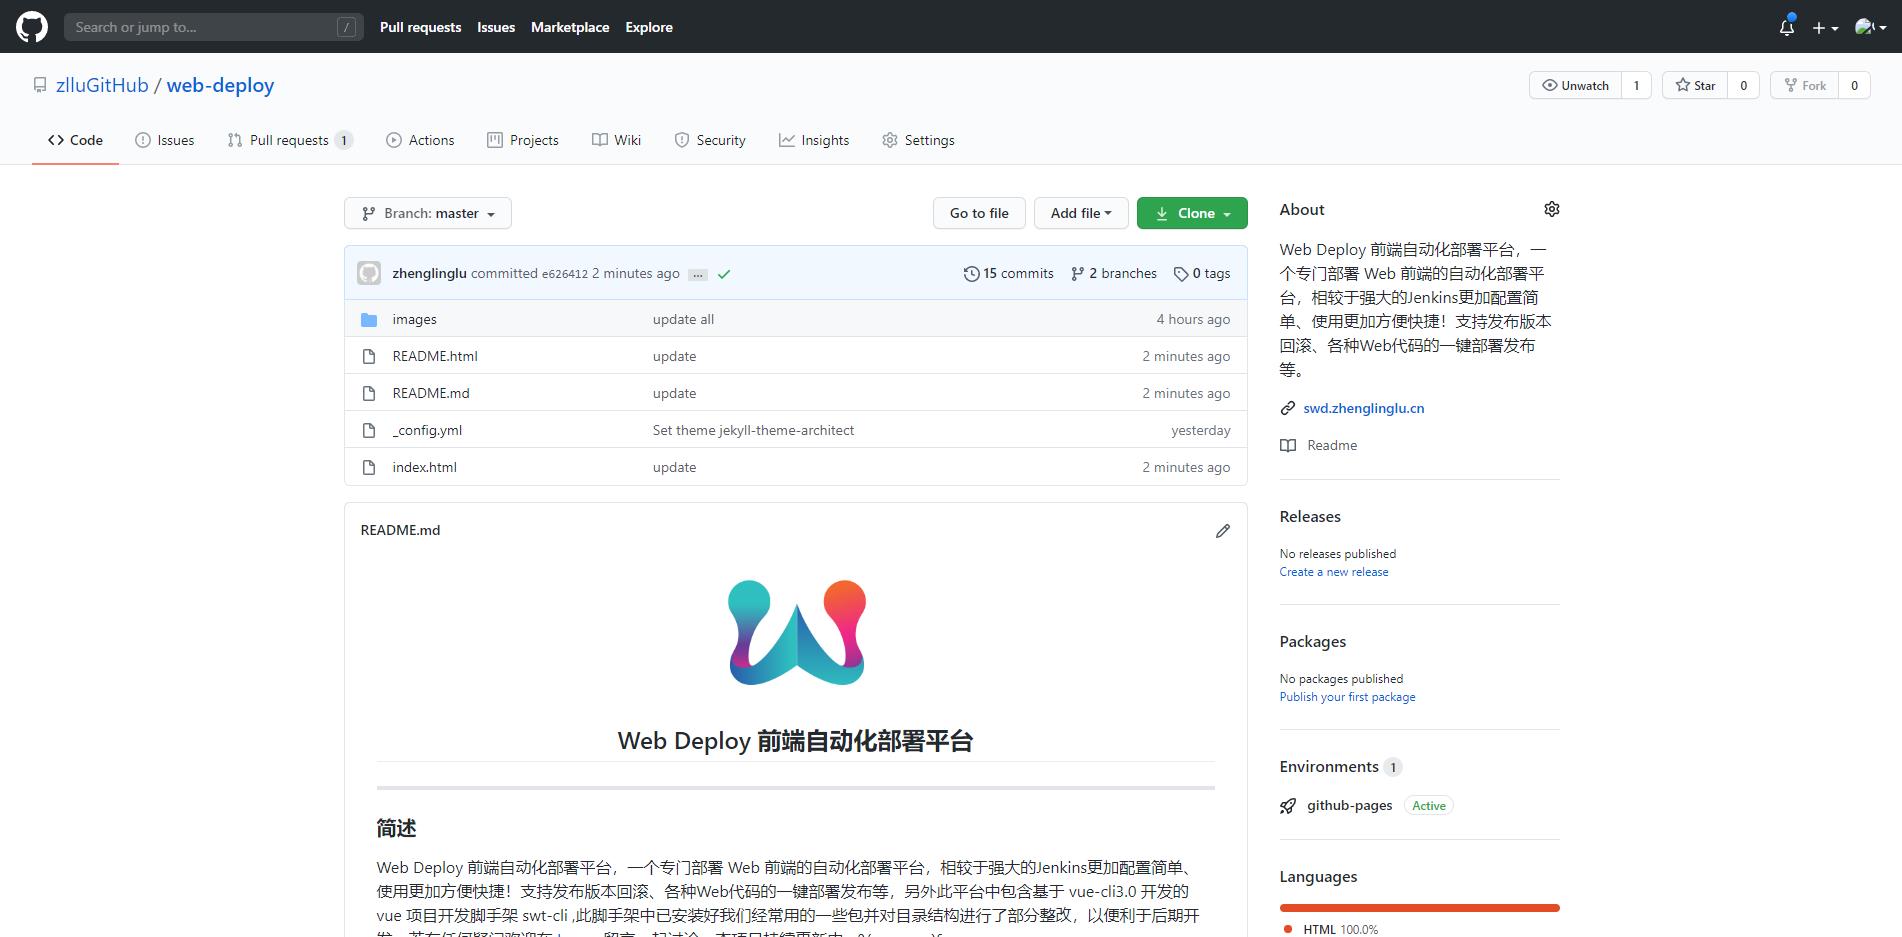 Search or jump to... /
Pull requests Issues Marketplace Explore
zlluGitHub / web-deploy
Unwatch 1 Star 0 Fork 0
Code Issues Pull requests 1 Actions Projects Wiki Security Insights Settings
Branch: master
Go to file Add file Clone
zhenglinglu committed e626412 2 minutes ago ...
15 commits 2 branches 0 tags
images update all 4 hours ago
README.html update 2 minutes ago
README.md update 2 minutes ago
_config.yml Set theme jekyll-theme-architect yesterday
index.html update 2 minutes ago
README.md
Web Deploy 前端自动化部署平台
简述
Web Deploy 前端自动化部署平台，一个专门部署 Web 前端的自动化部署平台，相较于强大的Jenkins更加配置简单、
使用更加方便快捷！支持发布版本回滚、各种Web代码的一键部署发布等，另外此平台中包含基于 vue-cli3.0 开发的
vue 项目开发脚手架 swt-cli ,此脚手架中已安装好我们经常用的一些包并对目录结构进行了部分整改，以便利于后期开
About
Web Deploy 前端自动化部署平台，一
个专门部署 Web 前端的自动化部署平
台，相较于强大的Jenkins更加配置简
单、使用更加方便快捷！支持发布版本
回滚、各种Web代码的一键部署发布
等。
swd.zhenglinglu.cn
Readme
Releases
No releases published
Create a new release
Packages
No packages published
Publish your first package
Environments 1
github-pages Active
Languages
HTML 100.0%